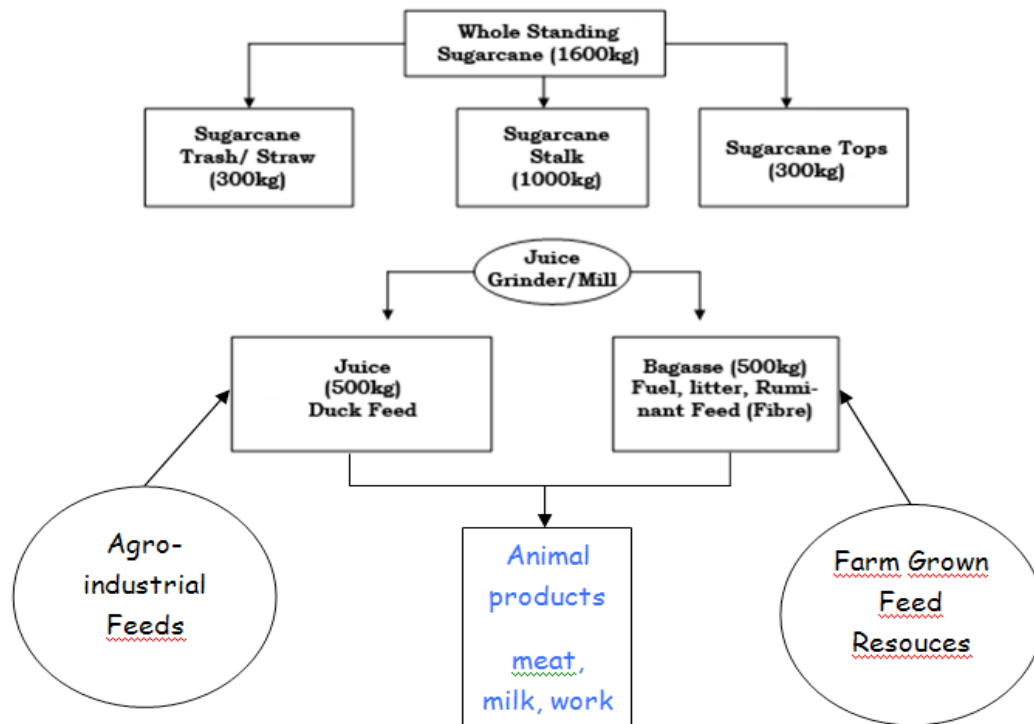 Whole Standing
Sugarcane (1600kg)
Sugarcane
Trash/ Straw
(300kg)
Sugarcane
Stalk
(1000kg)
Sugarcane Tops
(300kg)
Juice
Grinder/Mill
Juice
(500kg)
Duck Feed
Bagasse (500kg)
Fuel, litter, Rumi-
nant Feed (Fibre)
Agro-
industrial
Feeds
Animal
products
meat,
milk, work
Farm Grown
Feed
Resouces